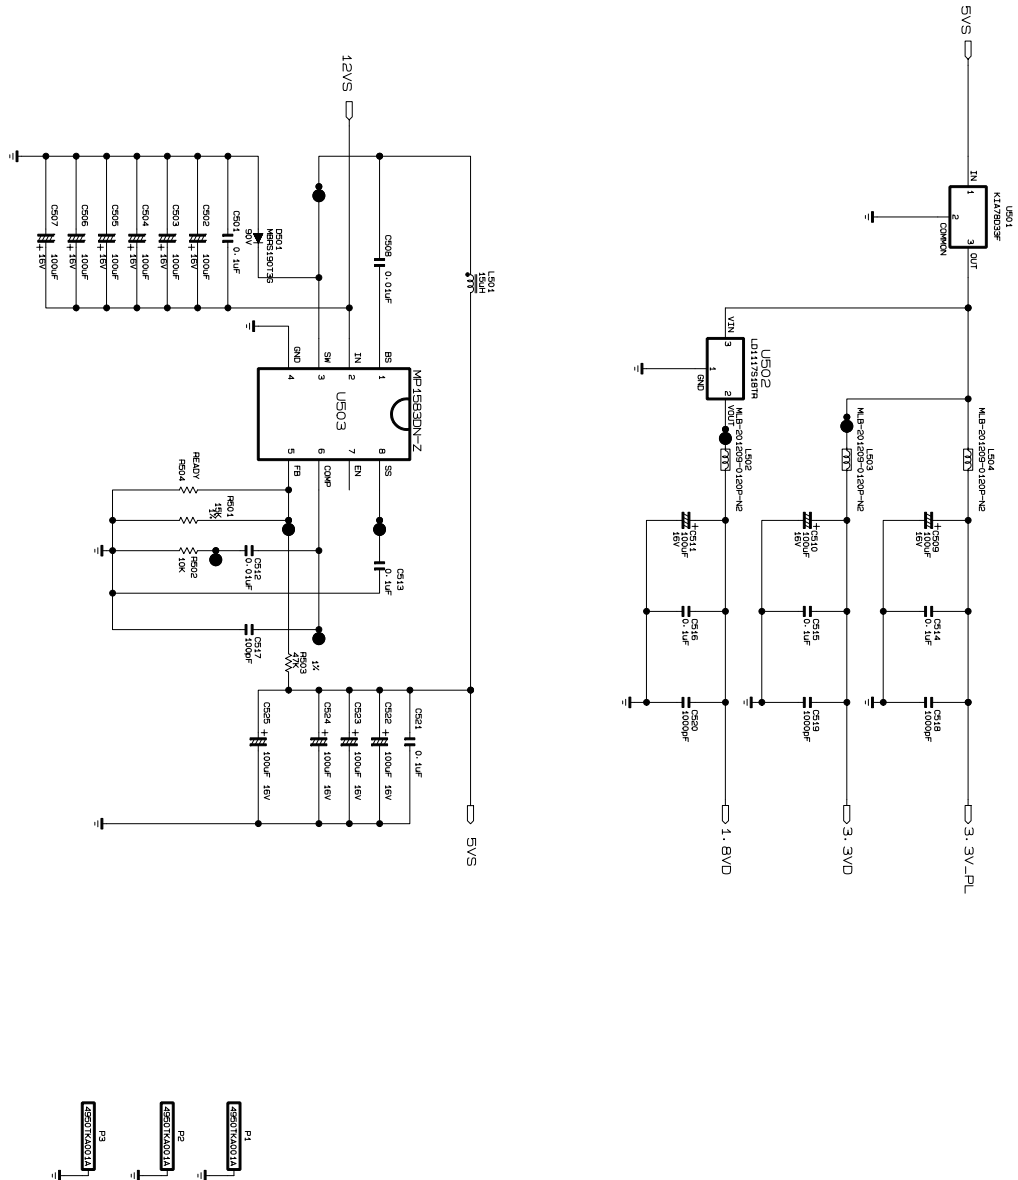 5VS
IN
1
U501
KIA78D33F
2
COMMON
3
OUT
VIN
3
U502
LD1117S18TR
1
GND
2
VOUT
MLB-201209-0120P-N2
L502
MLB-201209-0120P-N2
L503
MLB-201209-0120P-N2
L504
+C511
100uF
16V
+C510
100uF
16V
+C509
100uF
16V
C516
0.1uF
C515
0.1uF
C514
0.1uF
C520
1000pF
C519
1000pF
C518
1000pF
1.8VD
3.3VD
3.3V_PL
12VS
C507
100uF
+ 16V
C506
100uF
+ 16V
C505
100uF
+ 16V
C504
100uF
+ 16V
C503
100uF
+ 16V
C502
100uF
+ 16V
C501
0.1uF
D501
MBRS190T3G
90V
C508
0.01uF
L501
15uH
GND
SW
IN
BS
4
3
2
1
U503
MP1583DN-Z
5
6
7
8
FB
COMP
EN
SS
READY
R504
R501
15K
1%
R502
10K
C512
0.01uF
C513
0.1uF
C517
100pF
R503
47K
1%
C525
+
100uF 16V
C524
+
100uF 16V
C523
+
100uF 16V
C522
+
100uF 16V
C521
0.1uF
5VS
P3
4950TKA001A
P2
4950TKA001A
P1
4950TKA001A